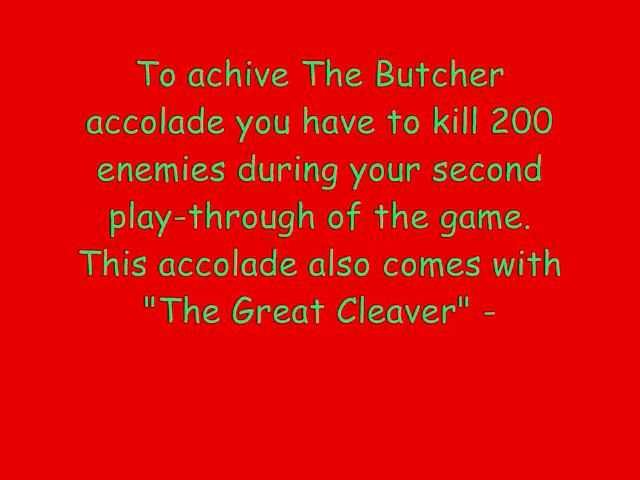 To achive The Butcher
accolade you have to kill 200
enemies during your second
play-through of the game.
This accolade also comes with
"The Great Cleaver" -